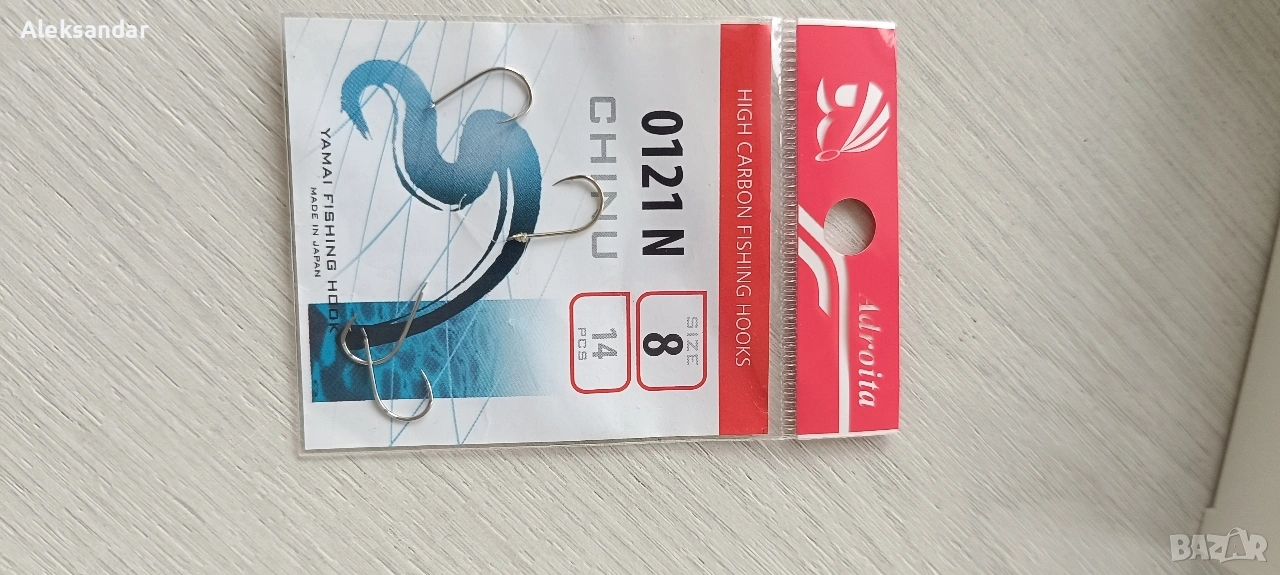 Aleksandar
Adroita
HIGH CARBON FISHING HOOKS
0121 N
CHINU
SIZE
8
14
PCS
YAMAI FISHING HOOK
MADE IN JAPAN
BAZAR